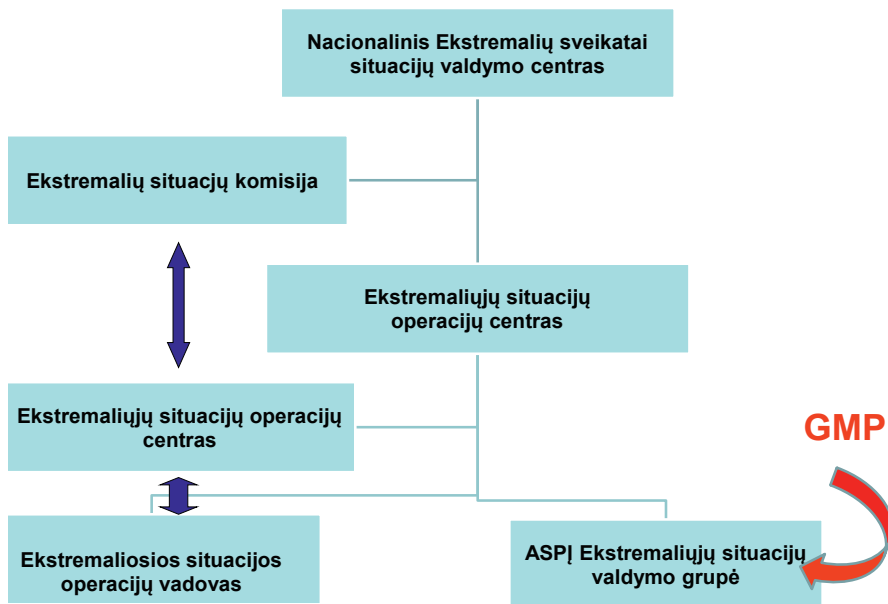 Nacionalinis Ekstremalių sveikatai
situacijų valdymo centras
Ekstremalių situacjų komisija
Ekstremaliųjų situacijų
operacijų centras
Ekstremaliųjų situacijų operacijų
centras
GMP
Ekstremaliosios situacijos
operacijų vadovas
ASPĮ Ekstremaliųjų situacijų
valdymo grupė